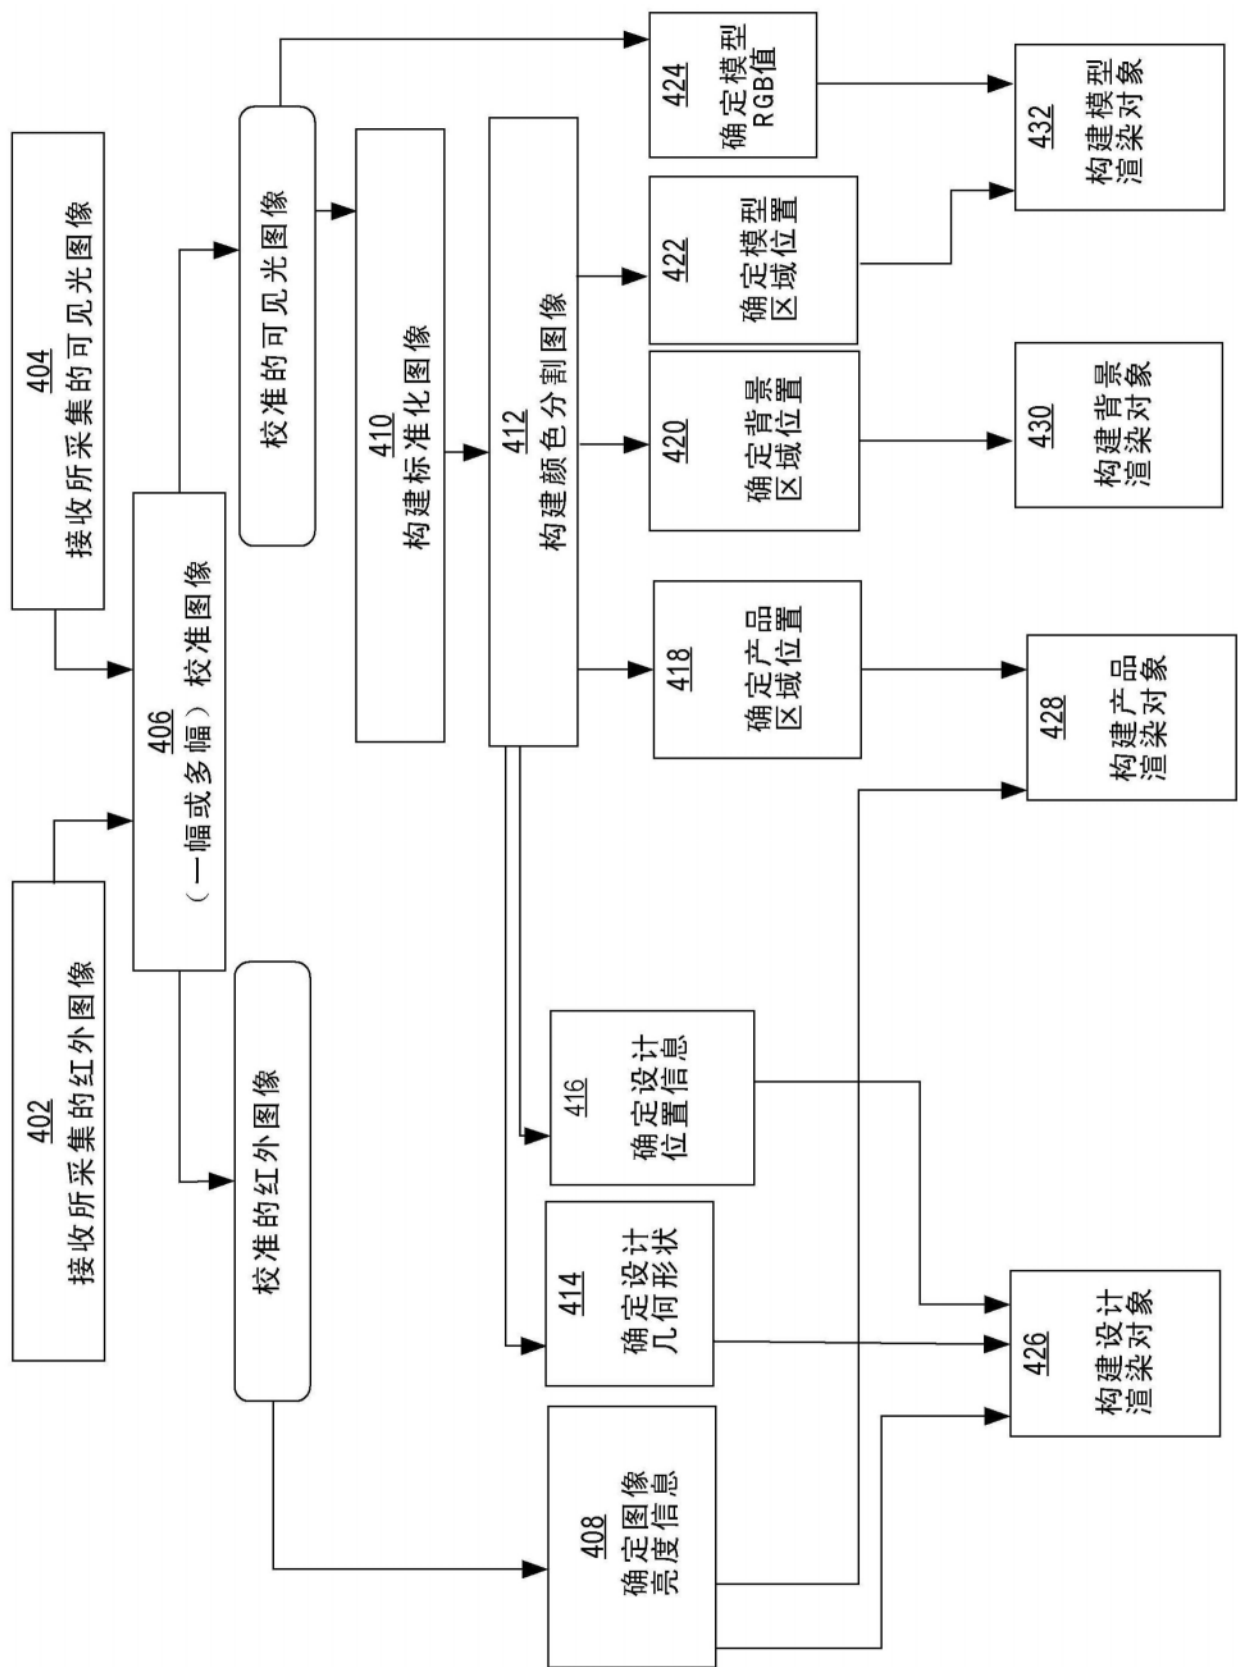 402
接收所采集的红外图像
404
接收所采集的可见光图像
406
（一幅或多幅）校准图像
校准的红外图像
校准的可见光图像
410
构建标准化图像
412
构建颜色分割图像
408
确定图像
亮度信息
414
确定设计
几何形状
416
确定设计
位置信息
418
确定产品
区域位置
420
确定背景
区域位置
422
确定模型
区域位置
424
确定模型
RGB值
426
构建设计
渲染对象
428
构建产品
渲染对象
430
构建背景
渲染对象
432
构建模型
渲染对象